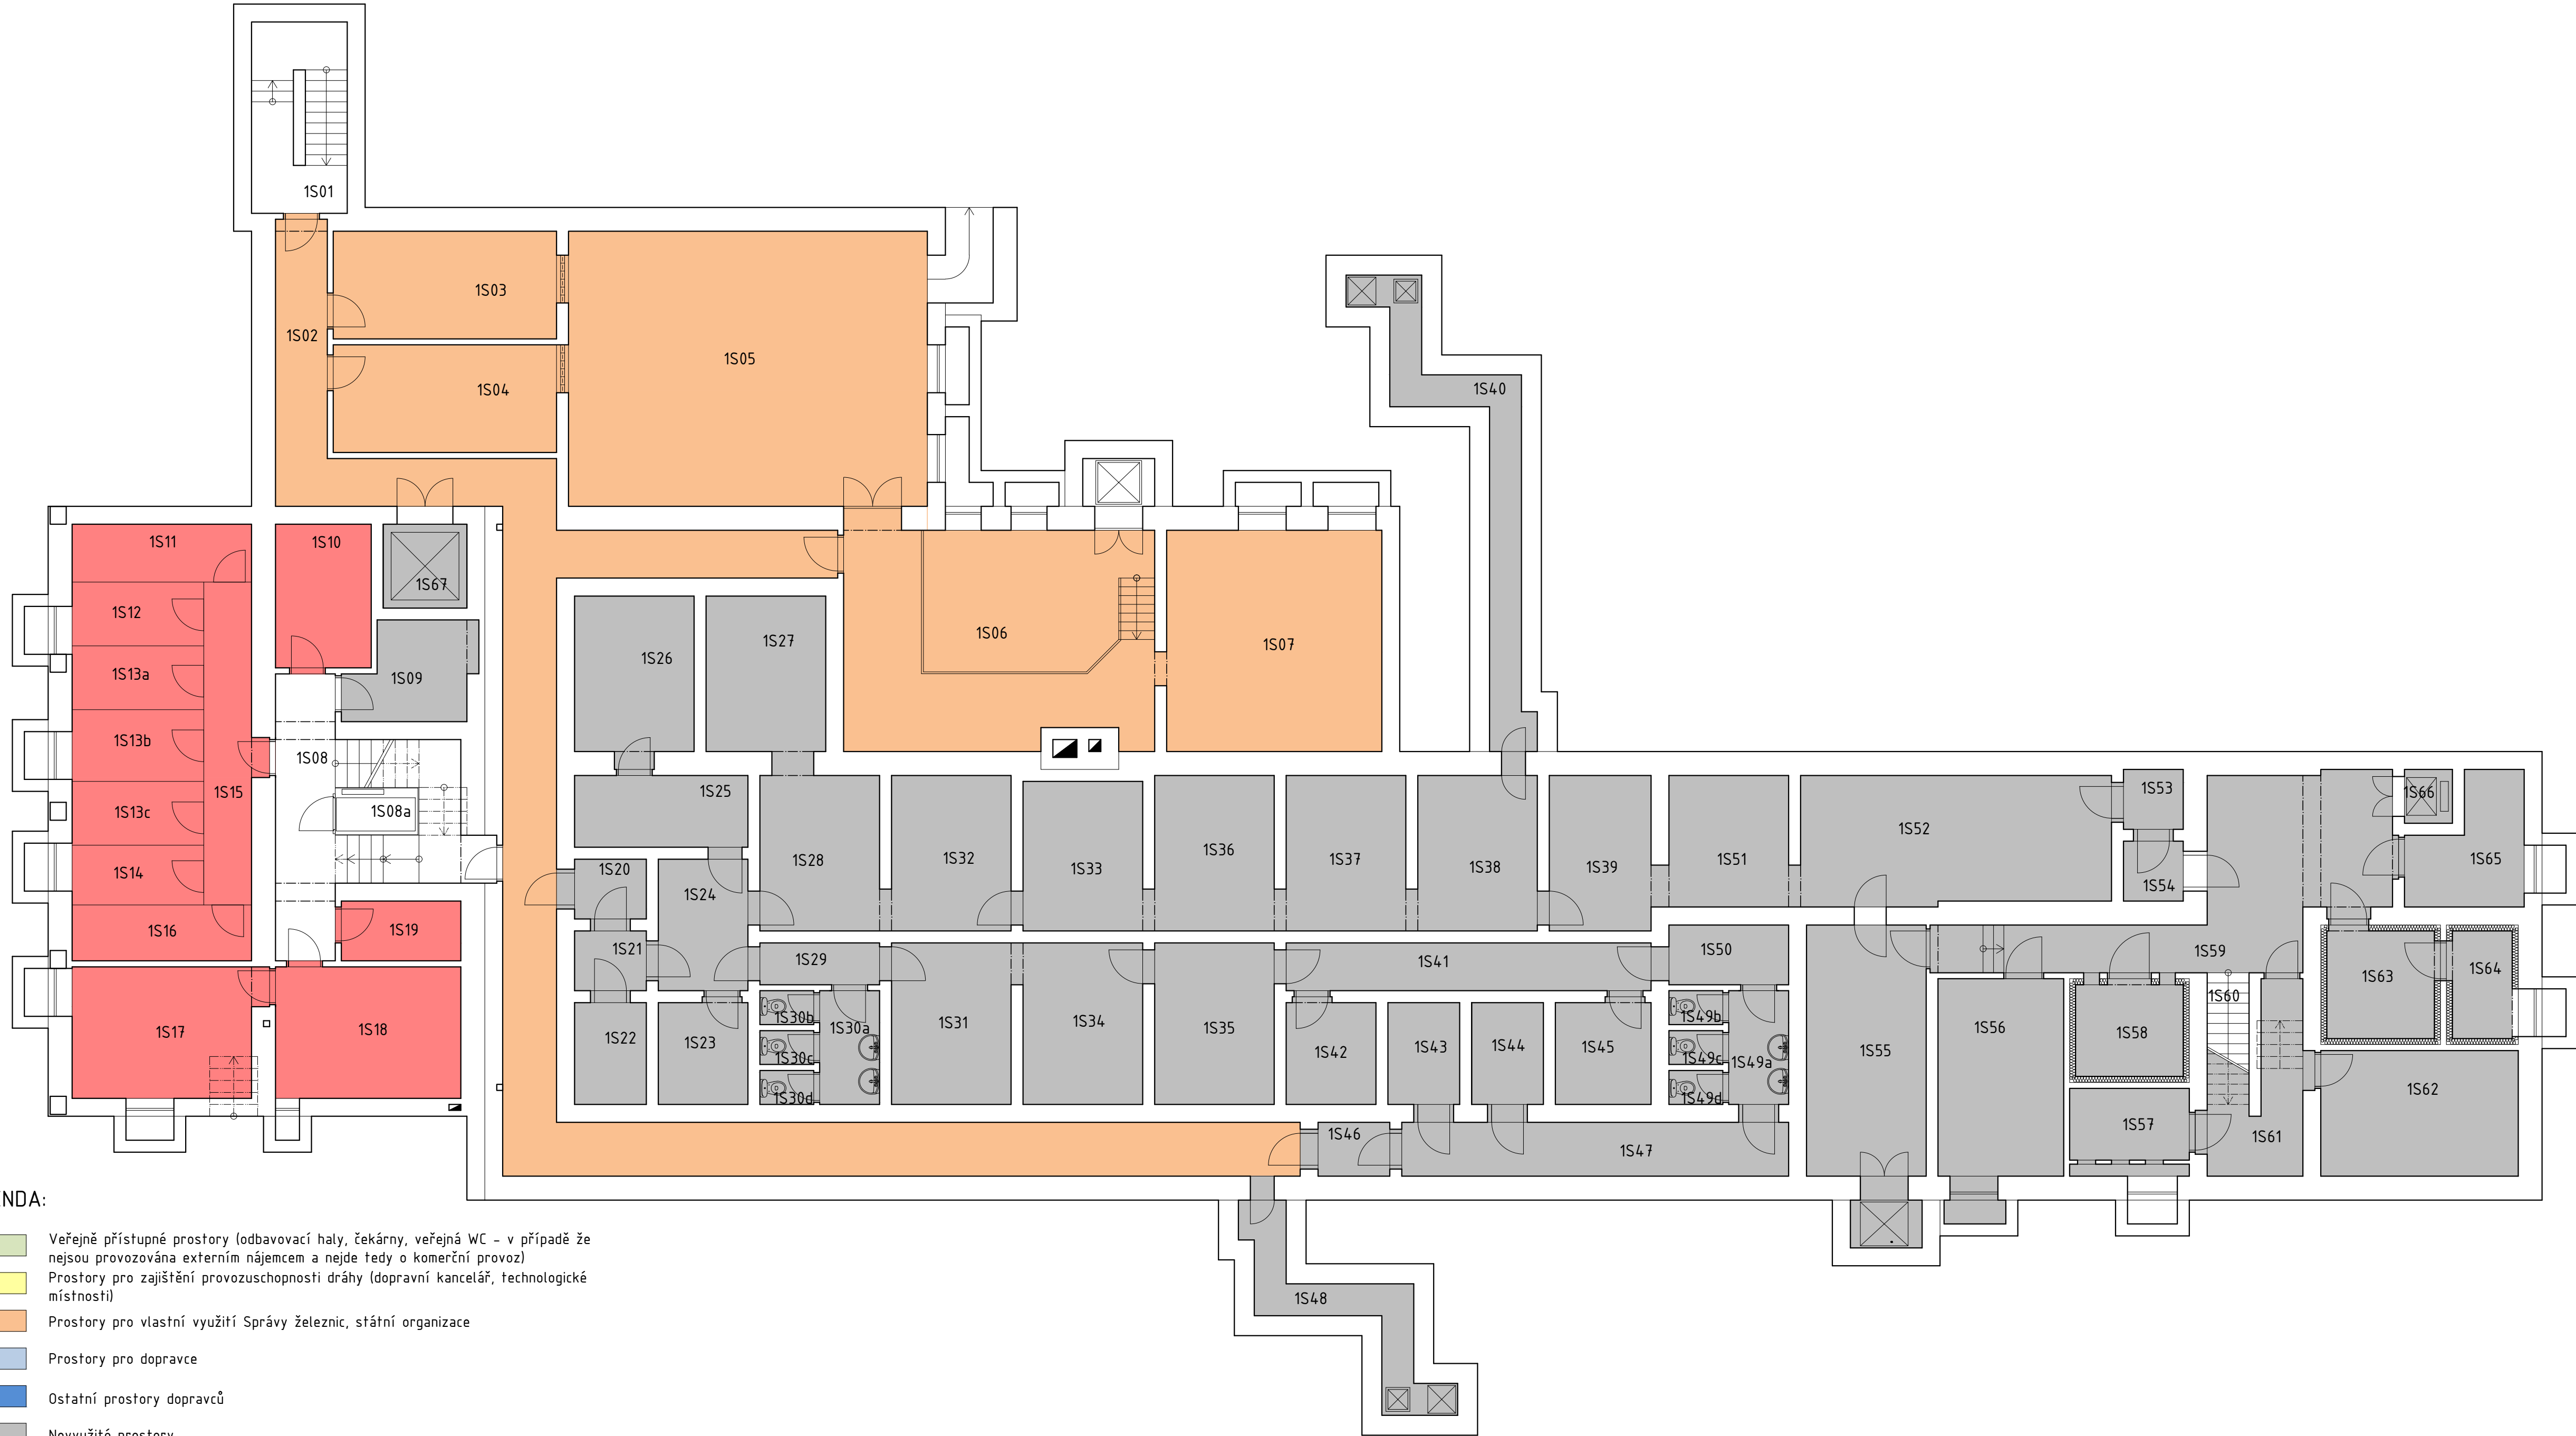 1S01
1S02
1S03
1S04
1S05
1S40
1S11
1S10
1S67
1S12
1S13a
1S09
1S13b
1S08
1S15
1S08a
1S13c
1S14
1S16
1S19
1S17
1S18
1S06
1S07
1S26
1S27
1S25
1S20
1S24
1S28
1S32
1S33
1S36
1S37
1S38
1S39
1S51
1S52
1S53
1S54
1S66
1S65
1S21
1S29
1S41
1S50
1S59
1S22
1S23
1S30b
1S30a
1S30c
1S30d
1S31
1S34
1S35
1S42
1S43
1S44
1S45
1S49b
1S49c
1S49a
1S49d
1S55
1S56
1S58
1S60
1S63
1S64
1S46
1S47
1S57
1S61
1S62
1S48
NDA:
Veřejně přístupné prostory (odbavovací haly, čekárny, veřejná WC - v případě že
nejsou provozována externím nájemcem a nejde tedy o komerční provoz)
Prostory pro zajištění provozuschopnosti dráhy (dopravní kancelář, technologické
místnosti)
Prostory pro vlastní využití Správy železnic, státní organizace
Prostory pro dopravce
Ostatní prostory dopravců
Nevyužité prostory